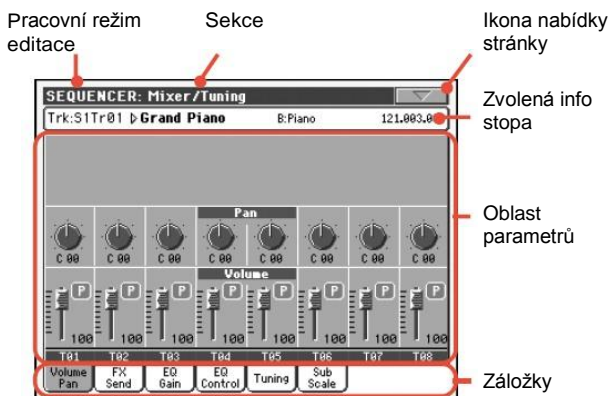 Pracovní režim editace
Sekce
Ikona nabídky stránky
SEQUENCER: Mixer/Tuning
Trk:S1Tr01 Grand Piano B:Piano 121.003.0
Zvolená info stopa
Pan
C 00 C 00 C 00 C 00 C 00 C 00 C 00 C 00
Oblast parametrů
Volume
P P P P P P P P
100 100 100 100 100 100 100 100
T01 T02 T03 T04 T05 T06 T07 T08
Volume Pan
FX Send
EQ Gain
EQ Control
Tuning
Sub Scale
Záložky